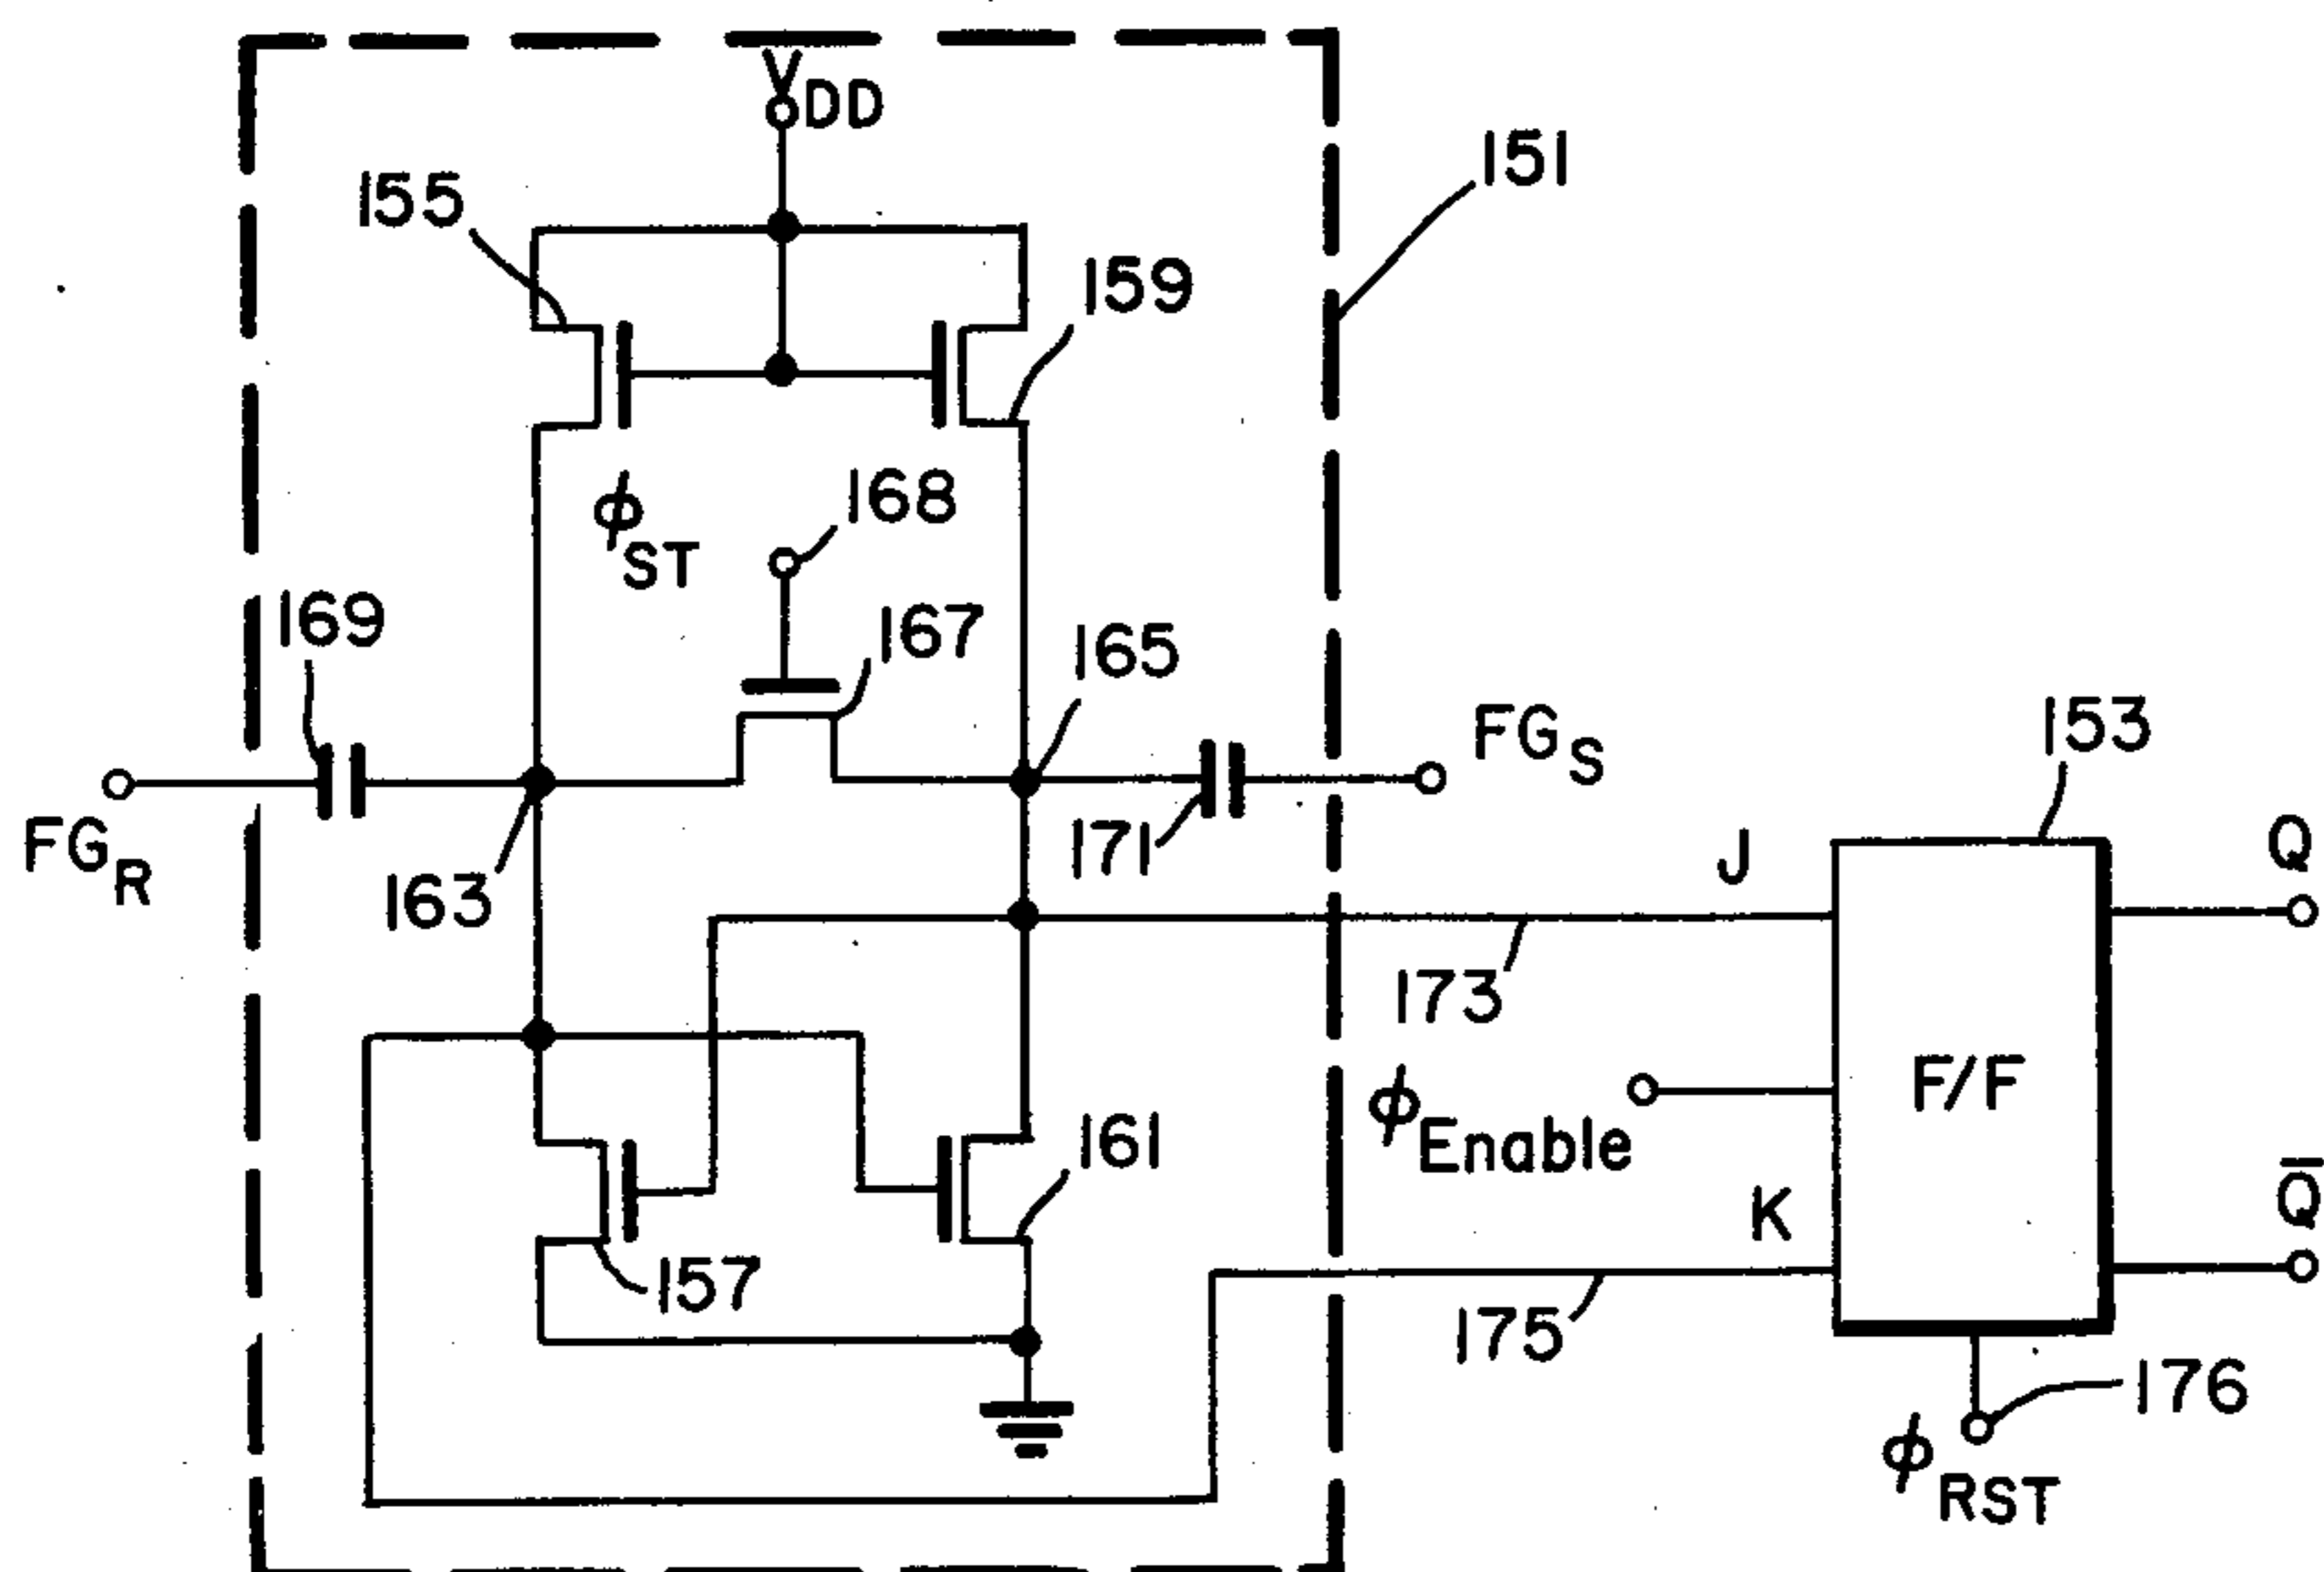 VDD
151
155
159
ϕST
168
169
167
165
FGS
153
FGR
163
171
J
Q
173
ϕEnable
F/F
161
K
Q̅
157
175
176
ϕRST